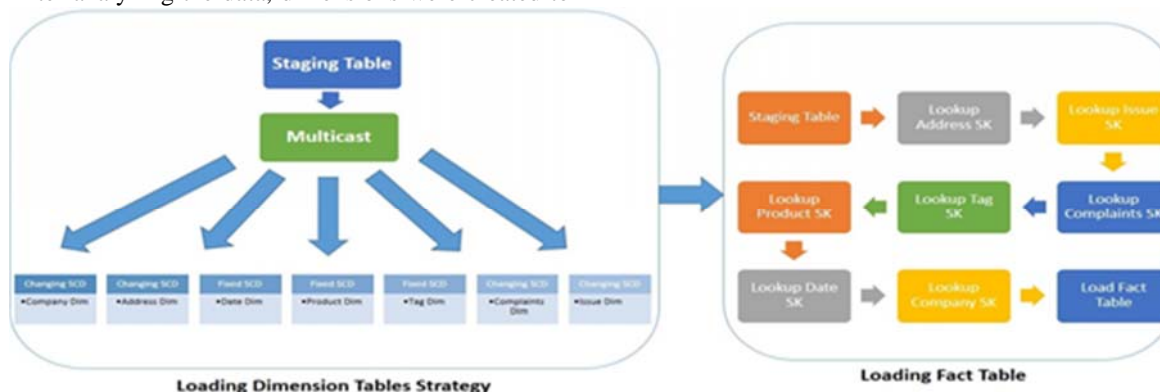 Staging Table
Multicast
Changing SCD
•Company Dim
Changing SCD
•Address Dim
Fixed SCD
•Date Dim
Fixed SCD
•Product Dim
Fixed SCD
•Tag Dim
Changing SCD
•Complaints
Dim
Changing SCD
•Issue Dim
Loading Dimension Tables Strategy
Staging Table
Lookup
Address SK
Lookup Issue
SK
Lookup
Complaints SK
Lookup Tag
SK
Lookup
Product SK
Lookup Date
SK
Lookup
Company SK
Load Fact
Table
Loading Fact Table